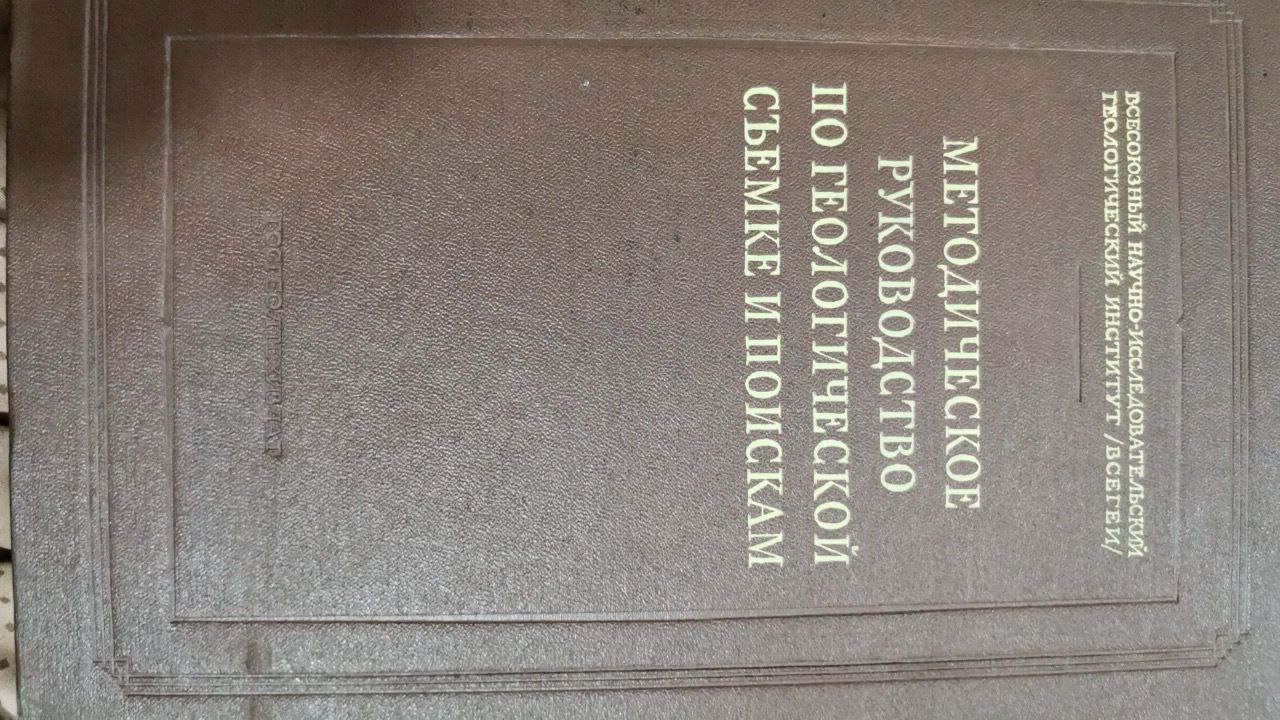 ВСЕСОЮЗНЫЙ НАУЧНО-ИССЛЕДОВАТЕЛЬСКИЙ
ГЕОЛОГИЧЕСКИЙ ИНСТИТУТ /ВСЕГЕИ/
МЕТОДИЧЕСКОЕ
РУКОВОДСТВО
ПО ГЕОЛОГИЧЕСКОЙ
СЪЕМКЕ И ПОИСКАМ